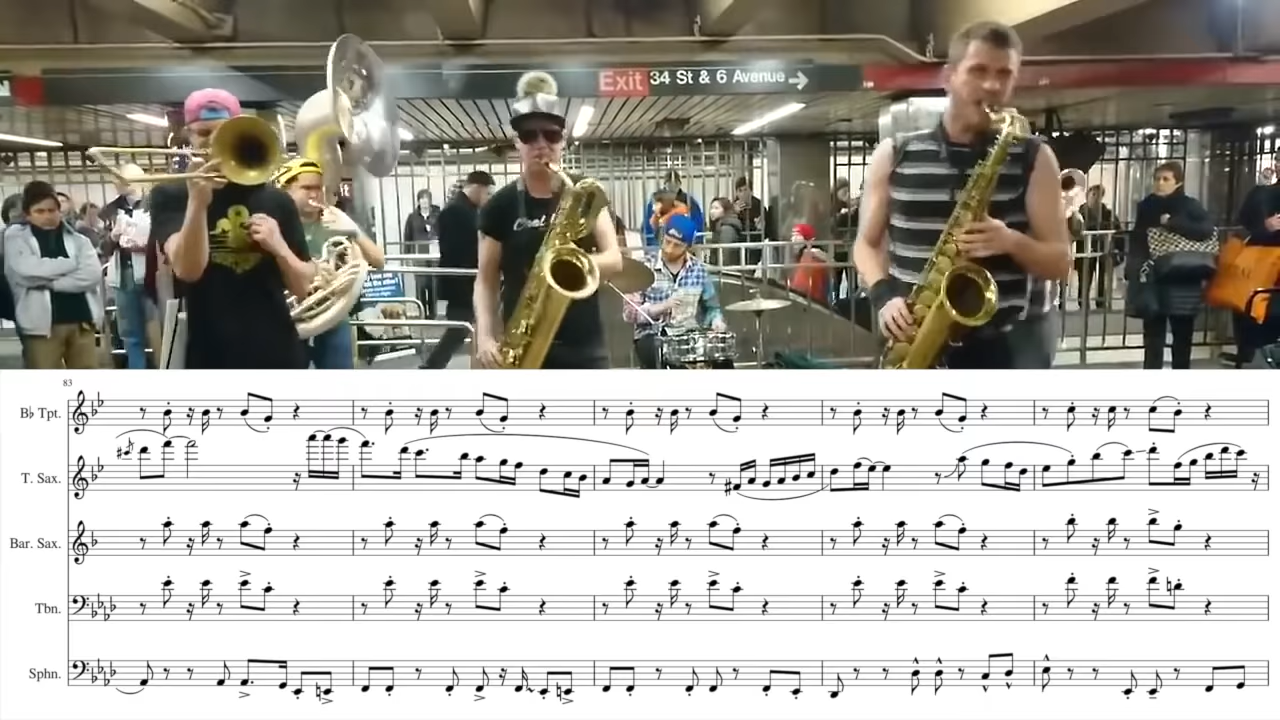 Exit 34 St & 6 Avenue
83
B♭ Tpt.
T. Sax.
Bar. Sax.
Tbn.
Sphn.